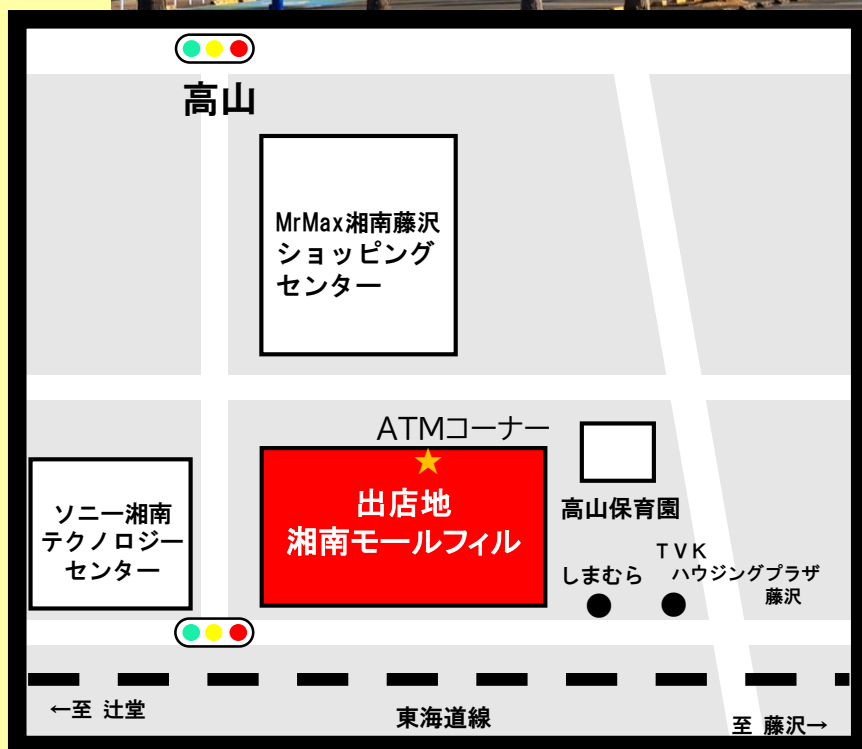 高山
MrMax湘南藤沢
ショッピング
センター
ATMコーナー
出店地
湘南モールフィル
高山保育園
ソニー湘南
テクノロジー
センター
しまむら
TVK
ハウジングプラザ
藤沢
←至 辻堂
東海道線
至 藤沢→